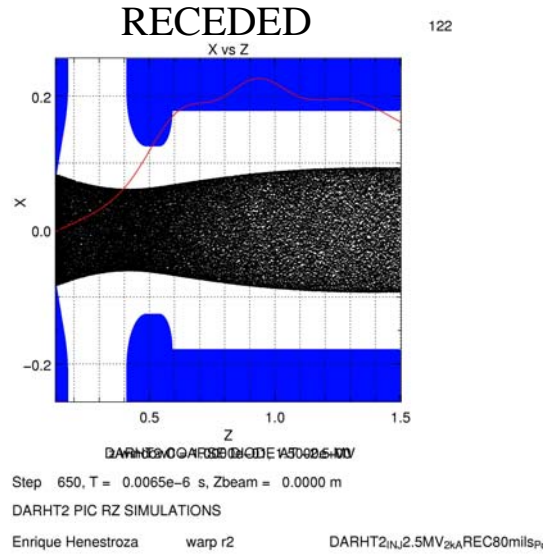 RECEDED
122
X vs Z
0.2
0.0
−0.2
X
0.5 1.0 1.5
Z
Step 650, T = 0.0065e−6 s, Zbeam = 0.0000 m
DARHT2 PIC RZ SIMULATIONS
Enrique Henestroza warp r2 DARHT2INJ2.5MV2kAREC80mils